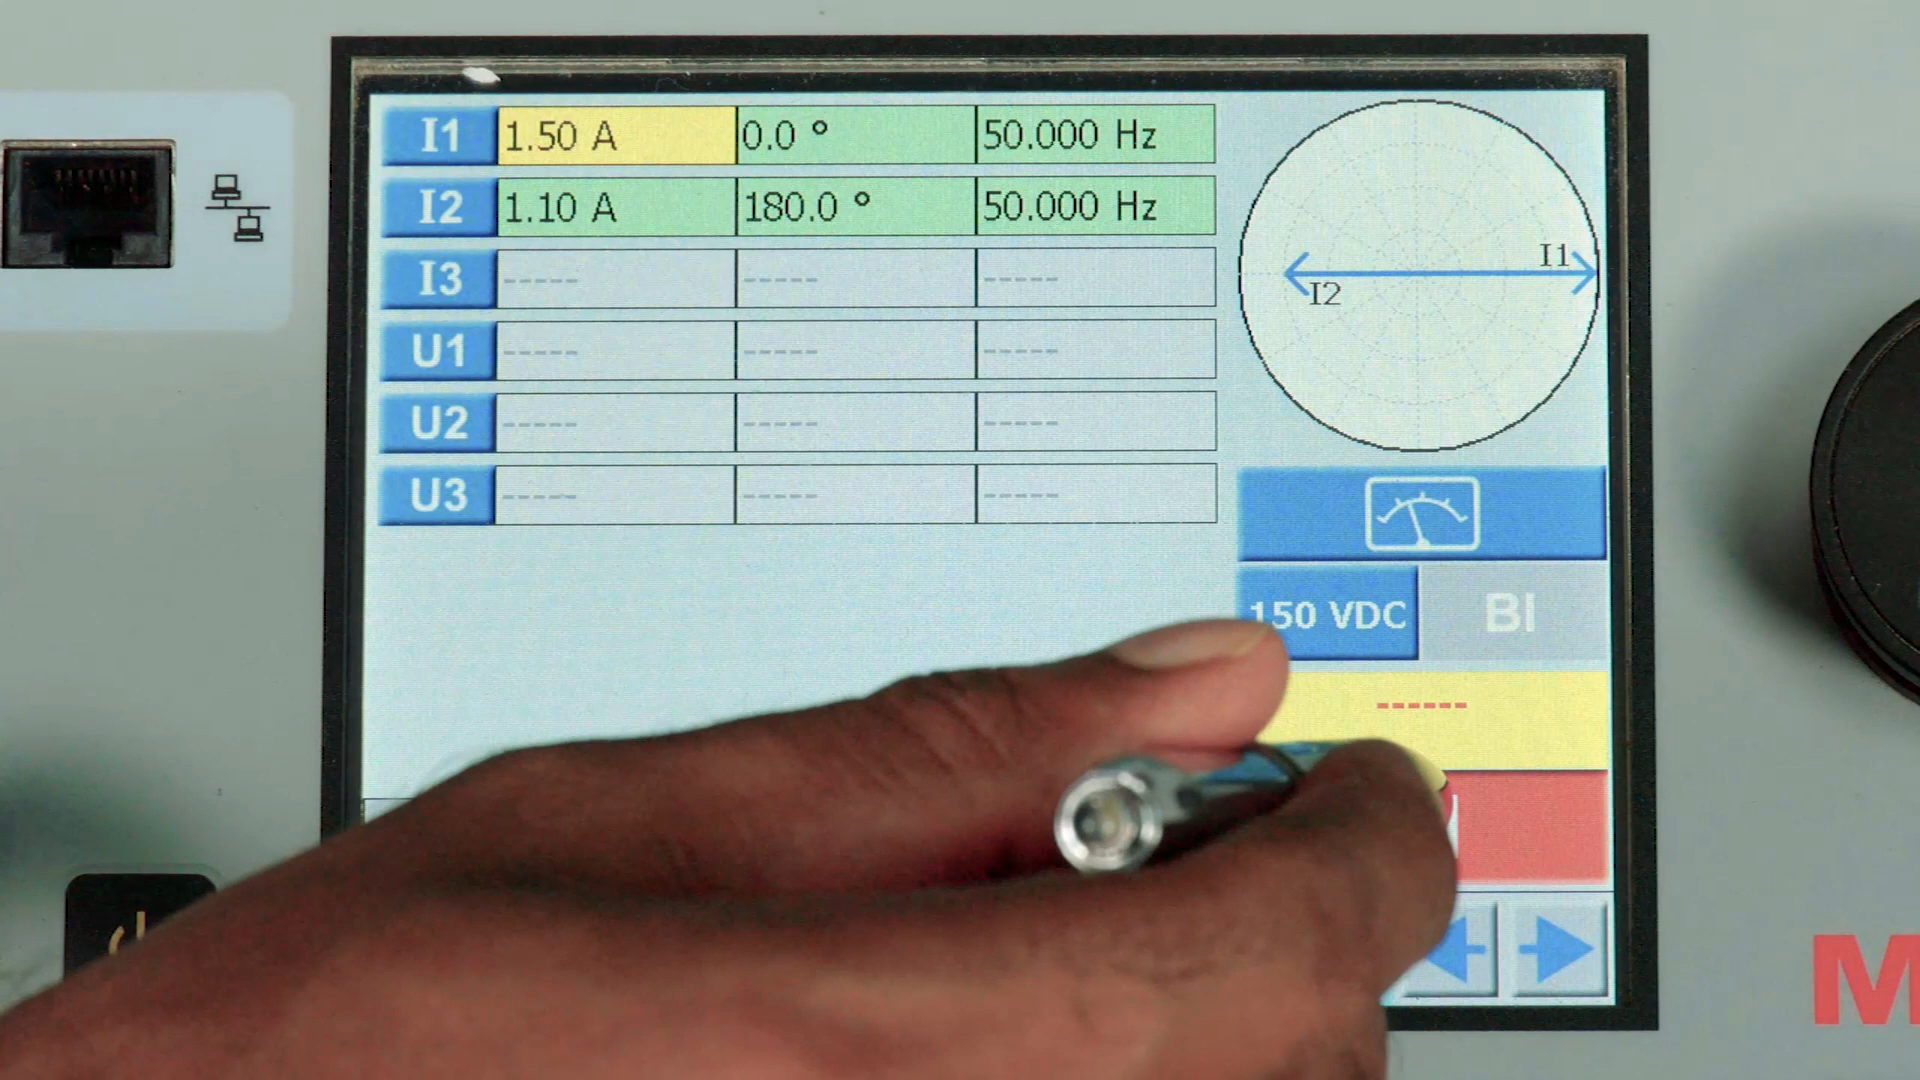 I1 1.50 A 0.0 ° 50.000 Hz
I2 1.10 A 180.0 ° 50.000 Hz
I3 ----- ----- -----
U1 ----- ----- -----
U2 ----- ----- -----
U3 ----- ----- -----
I1
I2
150 VDC BI
------
M